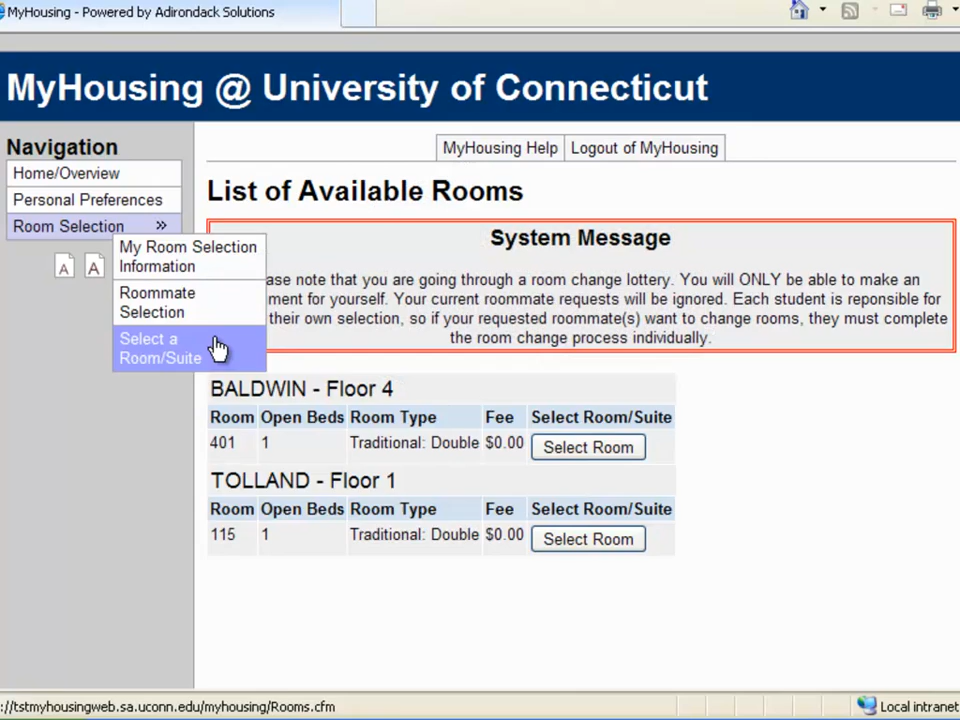 MyHousing - Powered by Adirondack Solutions
MyHousing @ University of Connecticut
Navigation
Home/Overview
Personal Preferences
Room Selection »
My Room Selection
Information
Roommate
Selection
Select a
Room/Suite
A A
MyHousing Help Logout of MyHousing
List of Available Rooms
System Message
ase note that you are going through a room change lottery. You will ONLY be able to make an
ment for yourself. Your current roommate requests will be ignored. Each student is reponsible for
their own selection, so if your requested roommate(s) want to change rooms, they must complete
the room change process individually.
BALDWIN - Floor 4
Room Open Beds Room Type Fee Select Room/Suite
401 1 Traditional: Double $0.00 Select Room
TOLLAND - Floor 1
Room Open Beds Room Type Fee Select Room/Suite
115 1 Traditional: Double $0.00 Select Room
://tstmyhousingweb.sa.uconn.edu/myhousing/Rooms.cfm
Local intranet